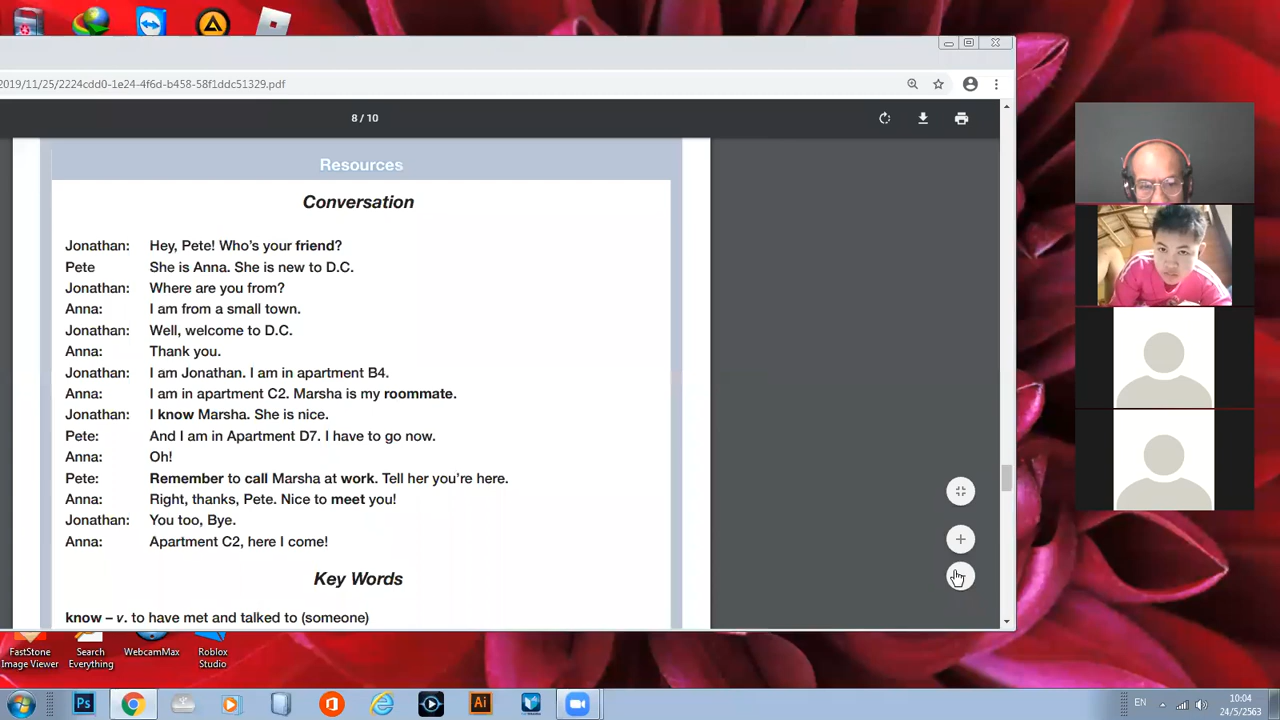 2019/11/25/2224cdd0-1e24-4f6d-b458-58f1ddc51329.pdf
8 / 10
Resources
Conversation
Jonathan: Hey, Pete! Who's your friend?
Pete She is Anna. She is new to D.C.
Jonathan: Where are you from?
Anna: I am from a small town.
Jonathan: Well, welcome to D.C.
Anna: Thank you.
Jonathan: I am Jonathan. I am in apartment B4.
Anna: I am in apartment C2. Marsha is my roommate.
Jonathan: I know Marsha. She is nice.
Pete: And I am in Apartment D7. I have to go now.
Anna: Oh!
Pete: Remember to call Marsha at work. Tell her you're here.
Anna: Right, thanks, Pete. Nice to meet you!
Jonathan: You too, Bye.
Anna: Apartment C2, here I come!
Key Words
know – v. to have met and talked to (someone)
FastStone Image Viewer
Search Everything
WebcamMax
Roblox Studio
Ps
Ai
EN
10:04
24/5/2563